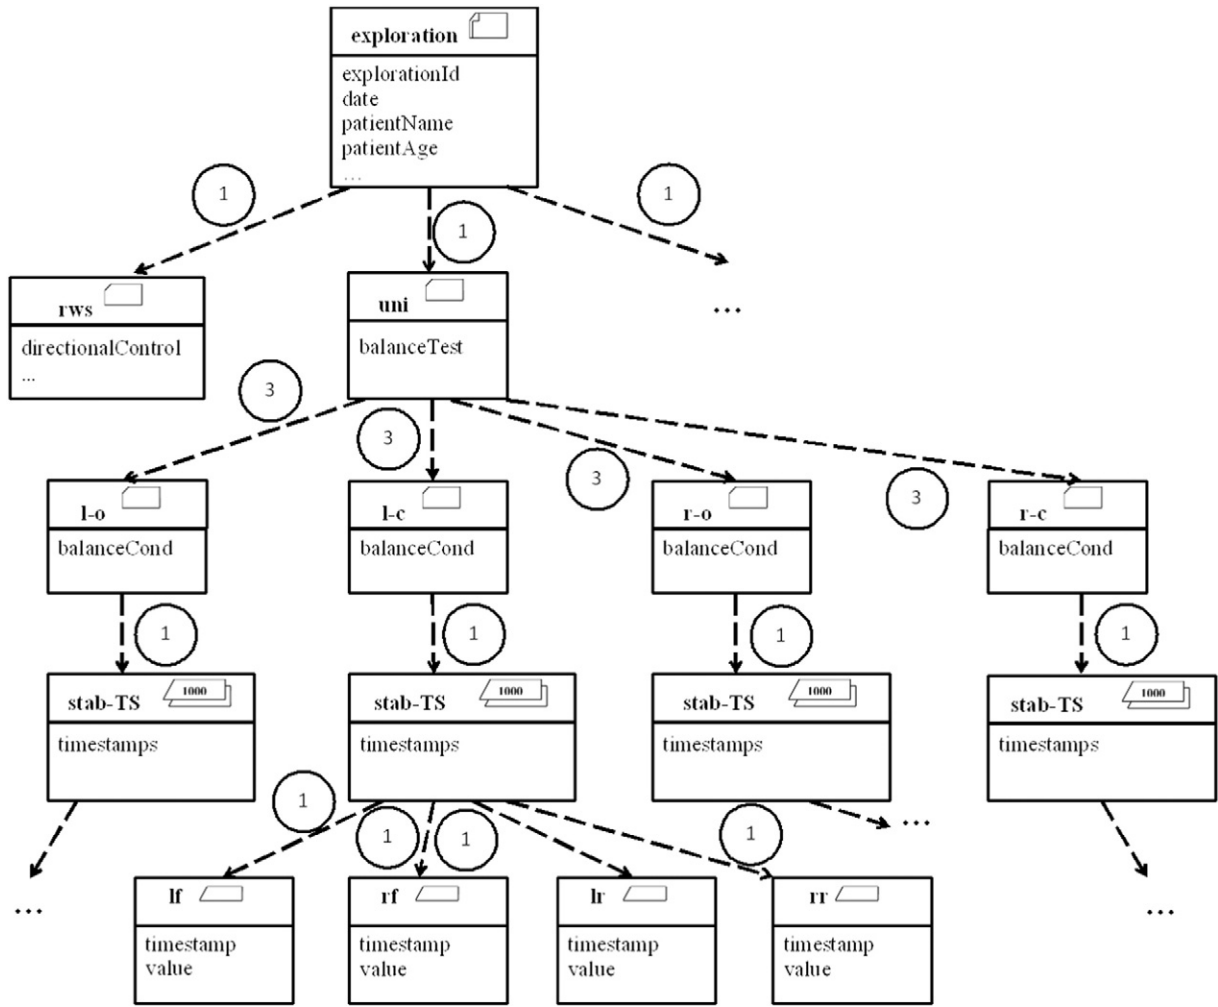 exploration
explorationId
date
patientName
patientAge
...
1
1
1
rws
directionalControl
...
uni
balanceTest
...
3
3
3
3
l-o
balanceCond
l-c
balanceCond
r-o
balanceCond
r-c
balanceCond
1
1
1
1
stab-TS
1000
timestamps
stab-TS
1000
timestamps
stab-TS
1000
timestamps
stab-TS
1000
timestamps
1
1
1
1
...
...
...
lf
timestamp
value
rf
timestamp
value
lr
timestamp
value
rr
timestamp
value